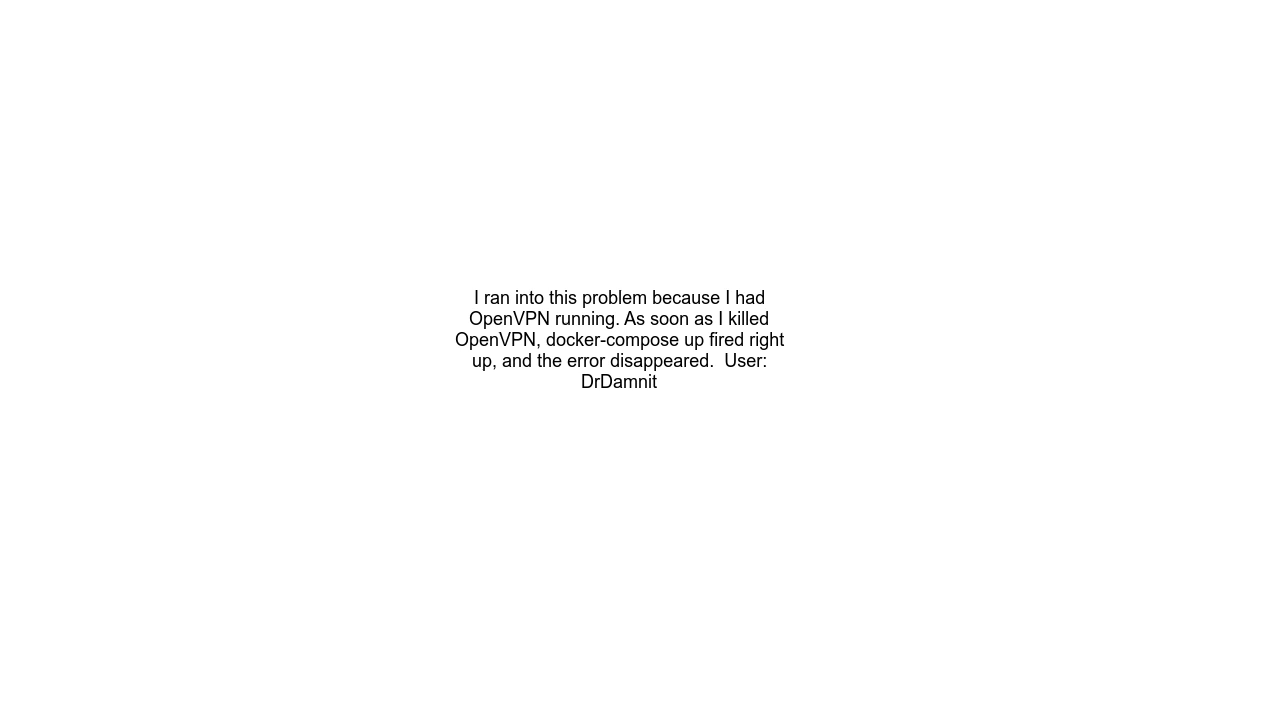 I ran into this problem because I had
OpenVPN running. As soon as I killed
OpenVPN, docker-compose up fired right
up, and the error disappeared.  User:
DrDamnit